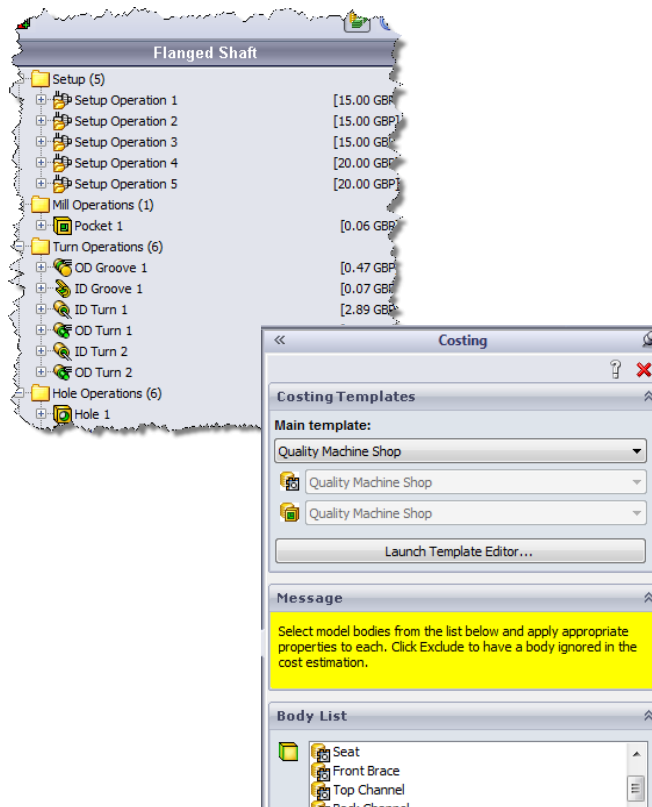 Flanged Shaft
Setup (5)
Setup Operation 1 [15.00 GBP
Setup Operation 2 [15.00 GBP]
Setup Operation 3 [15.00 GBP
Setup Operation 4 [20.00 GBP
Setup Operation 5 [20.00 GBP]
Mill Operations (1)
Pocket 1 [0.06 GBP
Turn Operations (6)
OD Groove 1 [0.47 GBP
ID Groove 1 [0.07 GBP
ID Turn 1 [2.89 GBP
OD Turn 1
ID Turn 2
OD Turn 2
Hole Operations (6)
Hole 1
Costing
Costing Templates
Main template:
Quality Machine Shop
Quality Machine Shop
Quality Machine Shop
Launch Template Editor...
Message
Select model bodies from the list below and apply appropriate
properties to each. Click Exclude to have a body ignored in the
cost estimation.
Body List
Seat
Front Brace
Top Channel
Back Channel